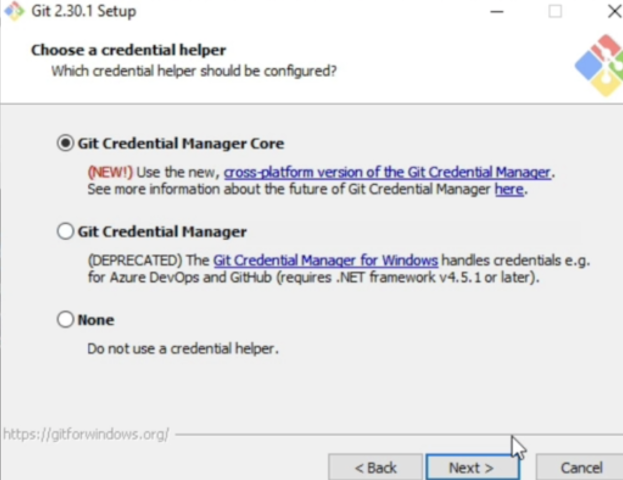 Git 2.30.1 Setup
Choose a credential helper
Which credential helper should be configured?
Git Credential Manager Core
(NEW!) Use the new, cross-platform version of the Git Credential Manager.
See more information about the future of Git Credential Manager here.
Git Credential Manager
(DEPRECATED) The Git Credential Manager for Windows handles credentials e.g.
for Azure DevOps and GitHub (requires .NET framework v4.5.1 or later).
None
Do not use a credential helper.
https://gitforwindows.org/
< Back Next > Cancel